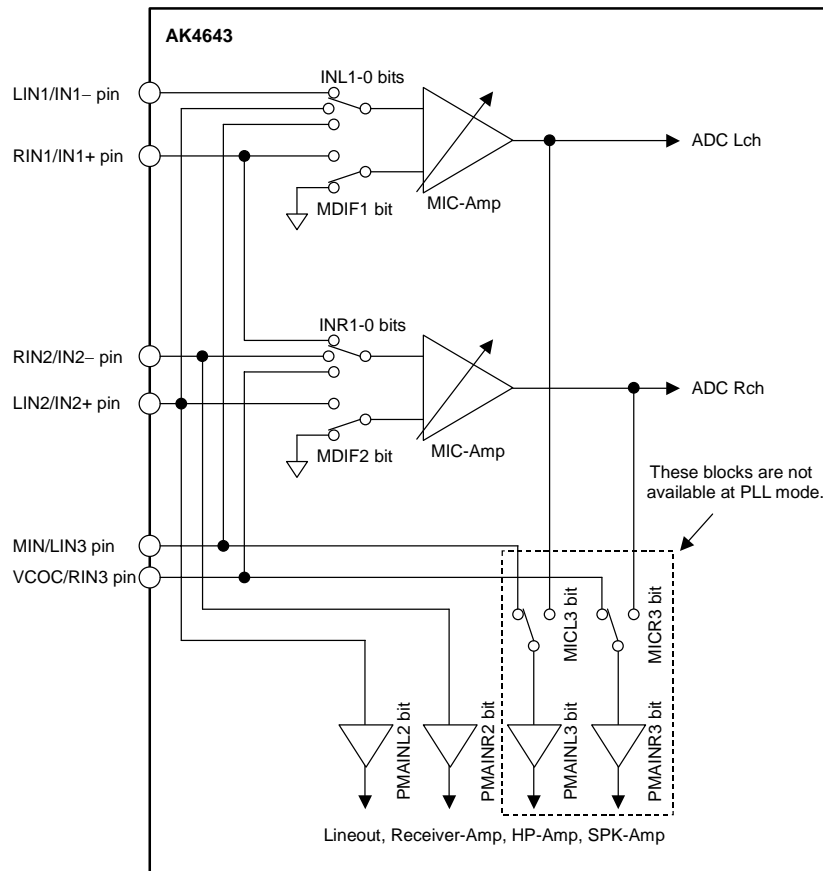 AK4643
INL1-0 bits
LIN1/IN1− pin
ADC Lch
RIN1/IN1+ pin
MIC-Amp
MDIF1 bit
INR1-0 bits
RIN2/IN2− pin
ADC Rch
LIN2/IN2+ pin
MIC-Amp
MDIF2 bit
These blocks are not
available at PLL mode.
MIN/LIN3 pin
VCOC/RIN3 pin
MICL3 bit
MICR3 bit
PMAINL2 bit
PMAINR2 bit
PMAINL3 bit
PMAINR3 bit
Lineout, Receiver-Amp, HP-Amp, SPK-Amp